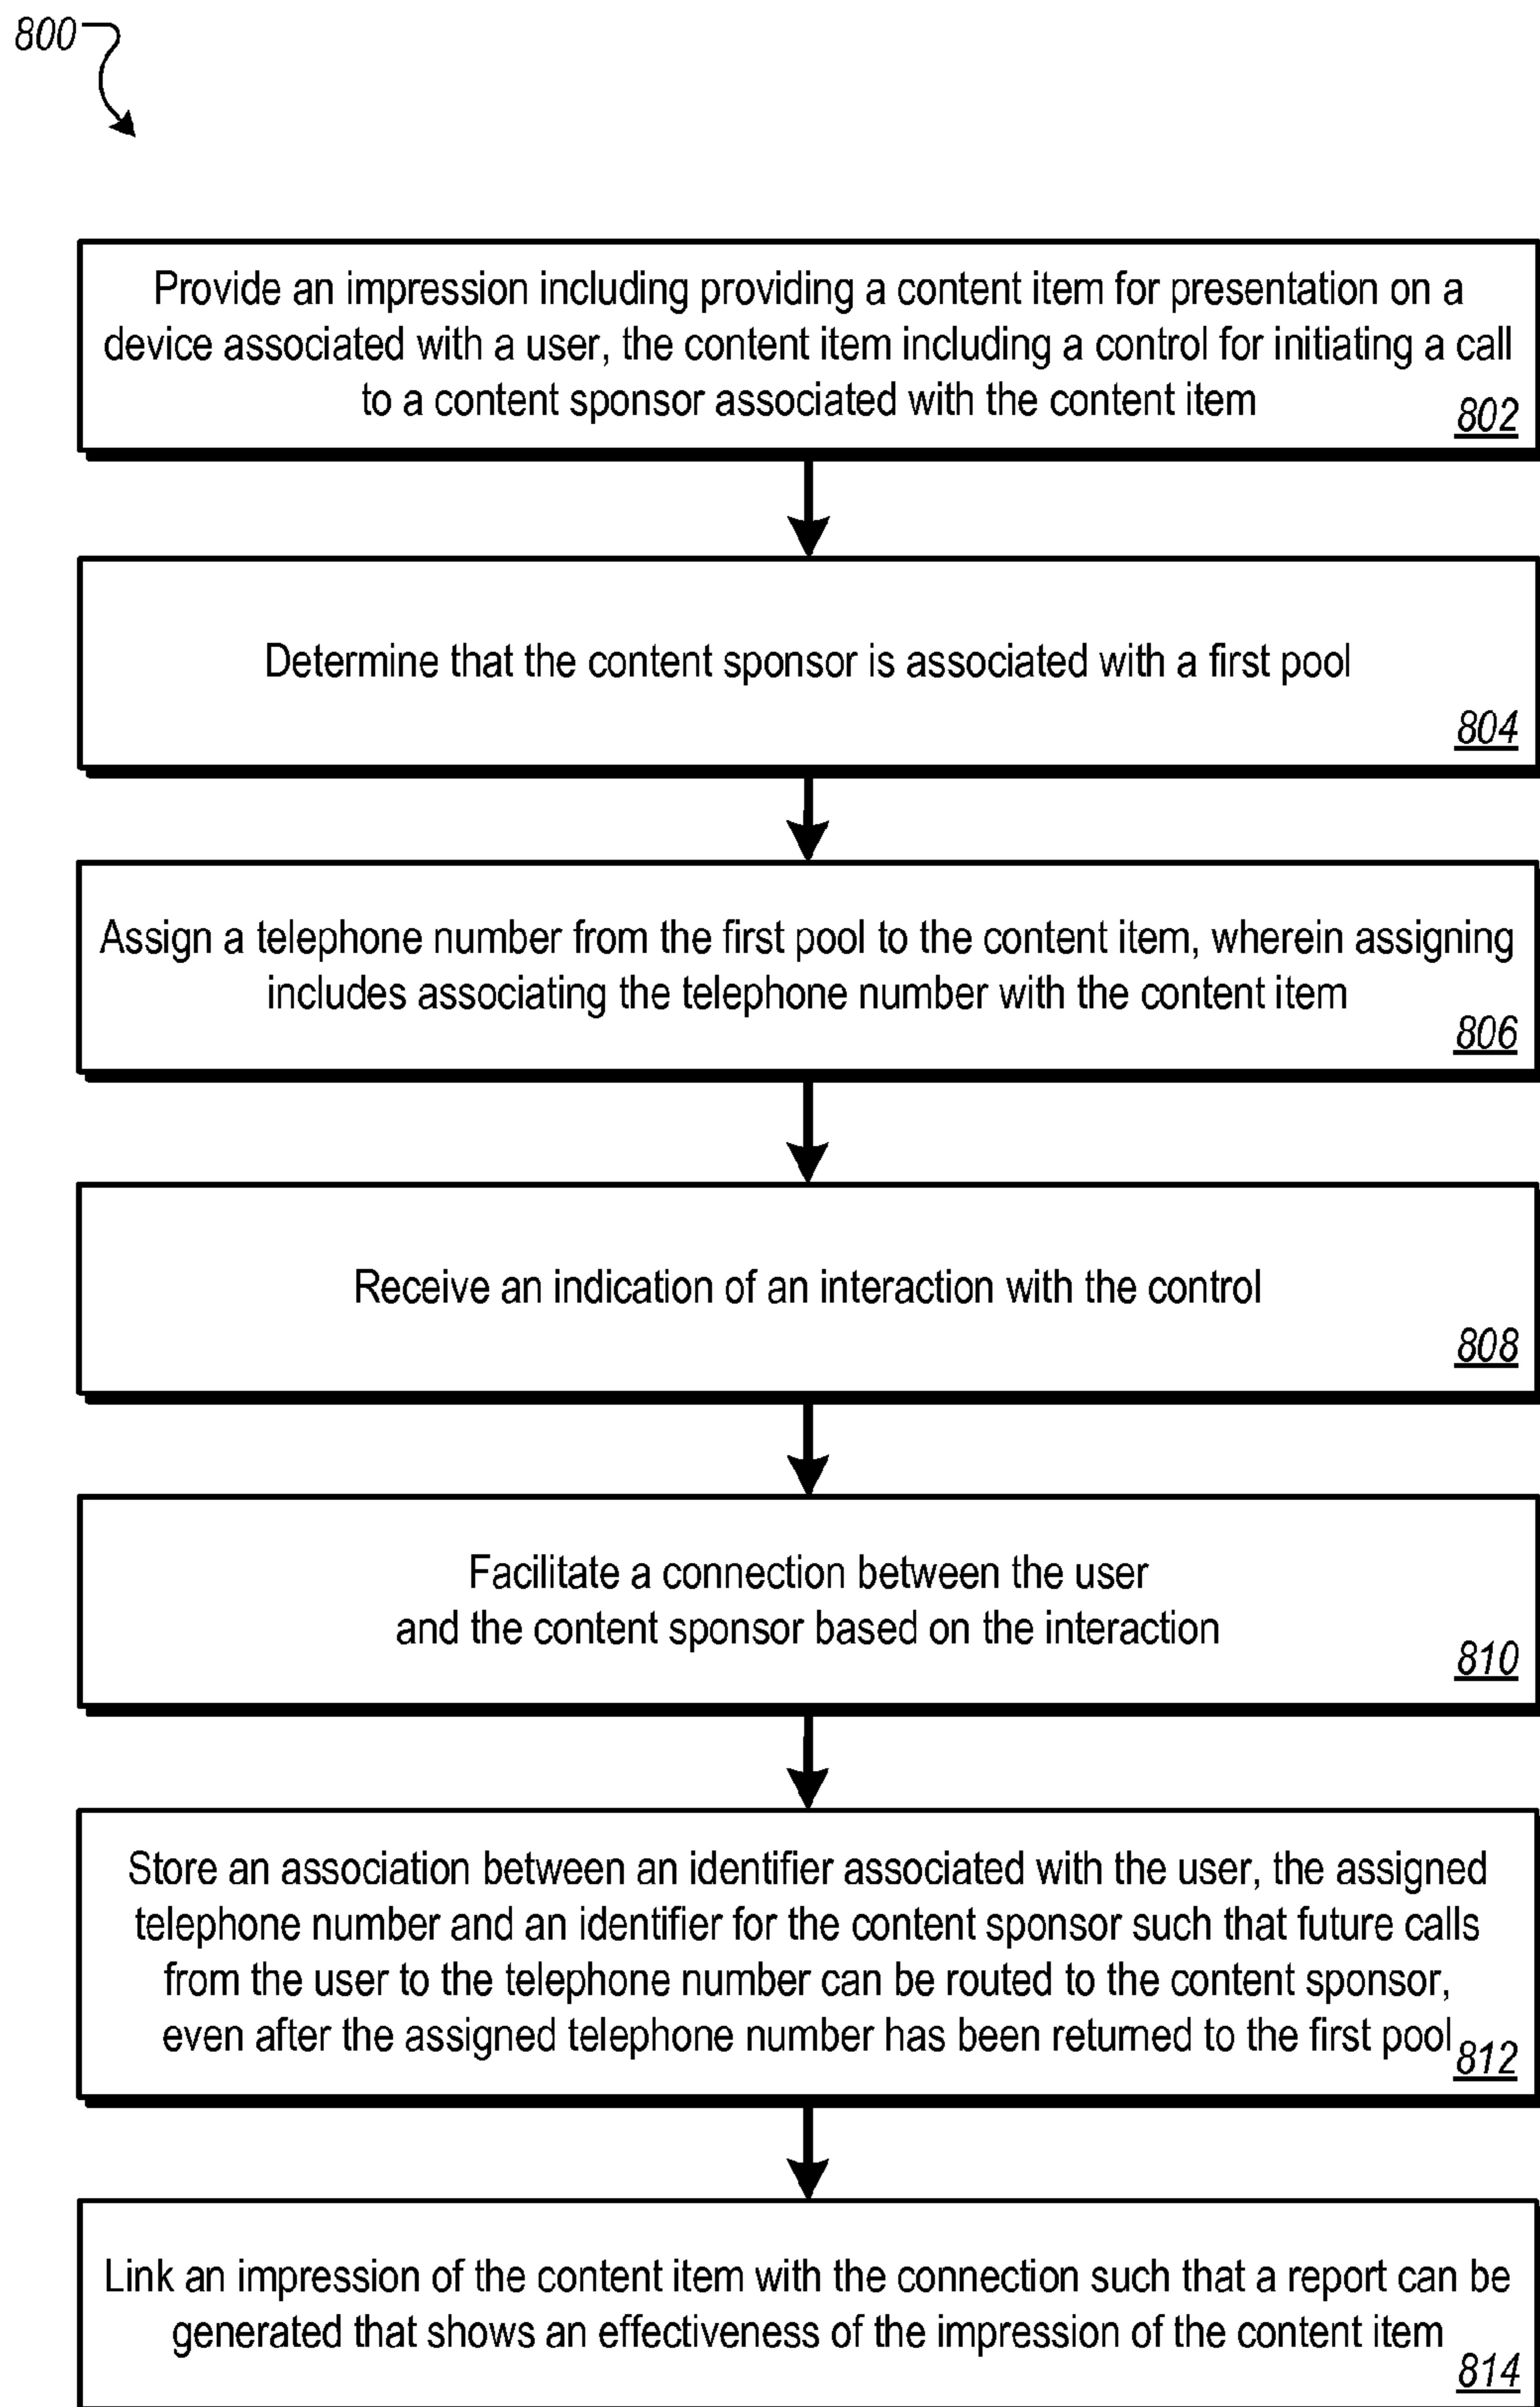 800
Provide an impression including providing a content item for presentation on a
device associated with a user, the content item including a control for initiating a call
to a content sponsor associated with the content item
802
Determine that the content sponsor is associated with a first pool
804
Assign a telephone number from the first pool to the content item, wherein assigning
includes associating the telephone number with the content item
806
Receive an indication of an interaction with the control
808
Facilitate a connection between the user
and the content sponsor based on the interaction
810
Store an association between an identifier associated with the user, the assigned
telephone number and an identifier for the content sponsor such that future calls
from the user to the telephone number can be routed to the content sponsor,
even after the assigned telephone number has been returned to the first pool
812
Link an impression of the content item with the connection such that a report can be
generated that shows an effectiveness of the impression of the content item
814